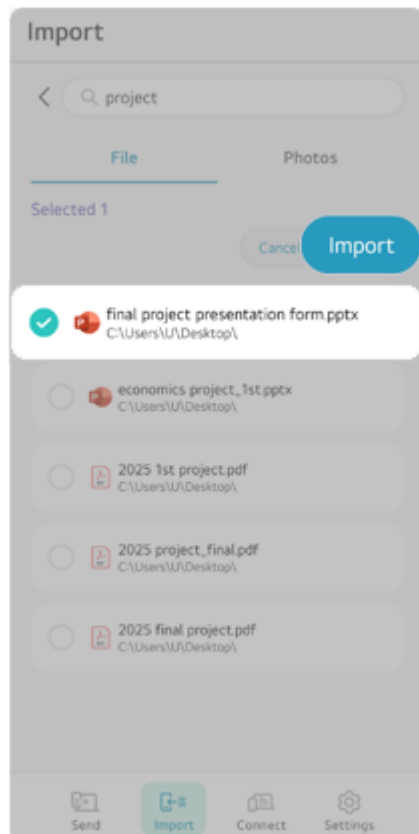 Import
project
File
Photos
Selected 1
Cancel
Import
final project presentation form.pptx
C:\Users\U\Desktop\
economics project_1st.pptx
C:\Users\U\Desktop\
2025 1st project.pdf
C:\Users\U\Desktop\
2025 project_final.pdf
C:\Users\U\Desktop\
2025 final project.pdf
C:\Users\U\Desktop\
Send
Import
Connect
Settings